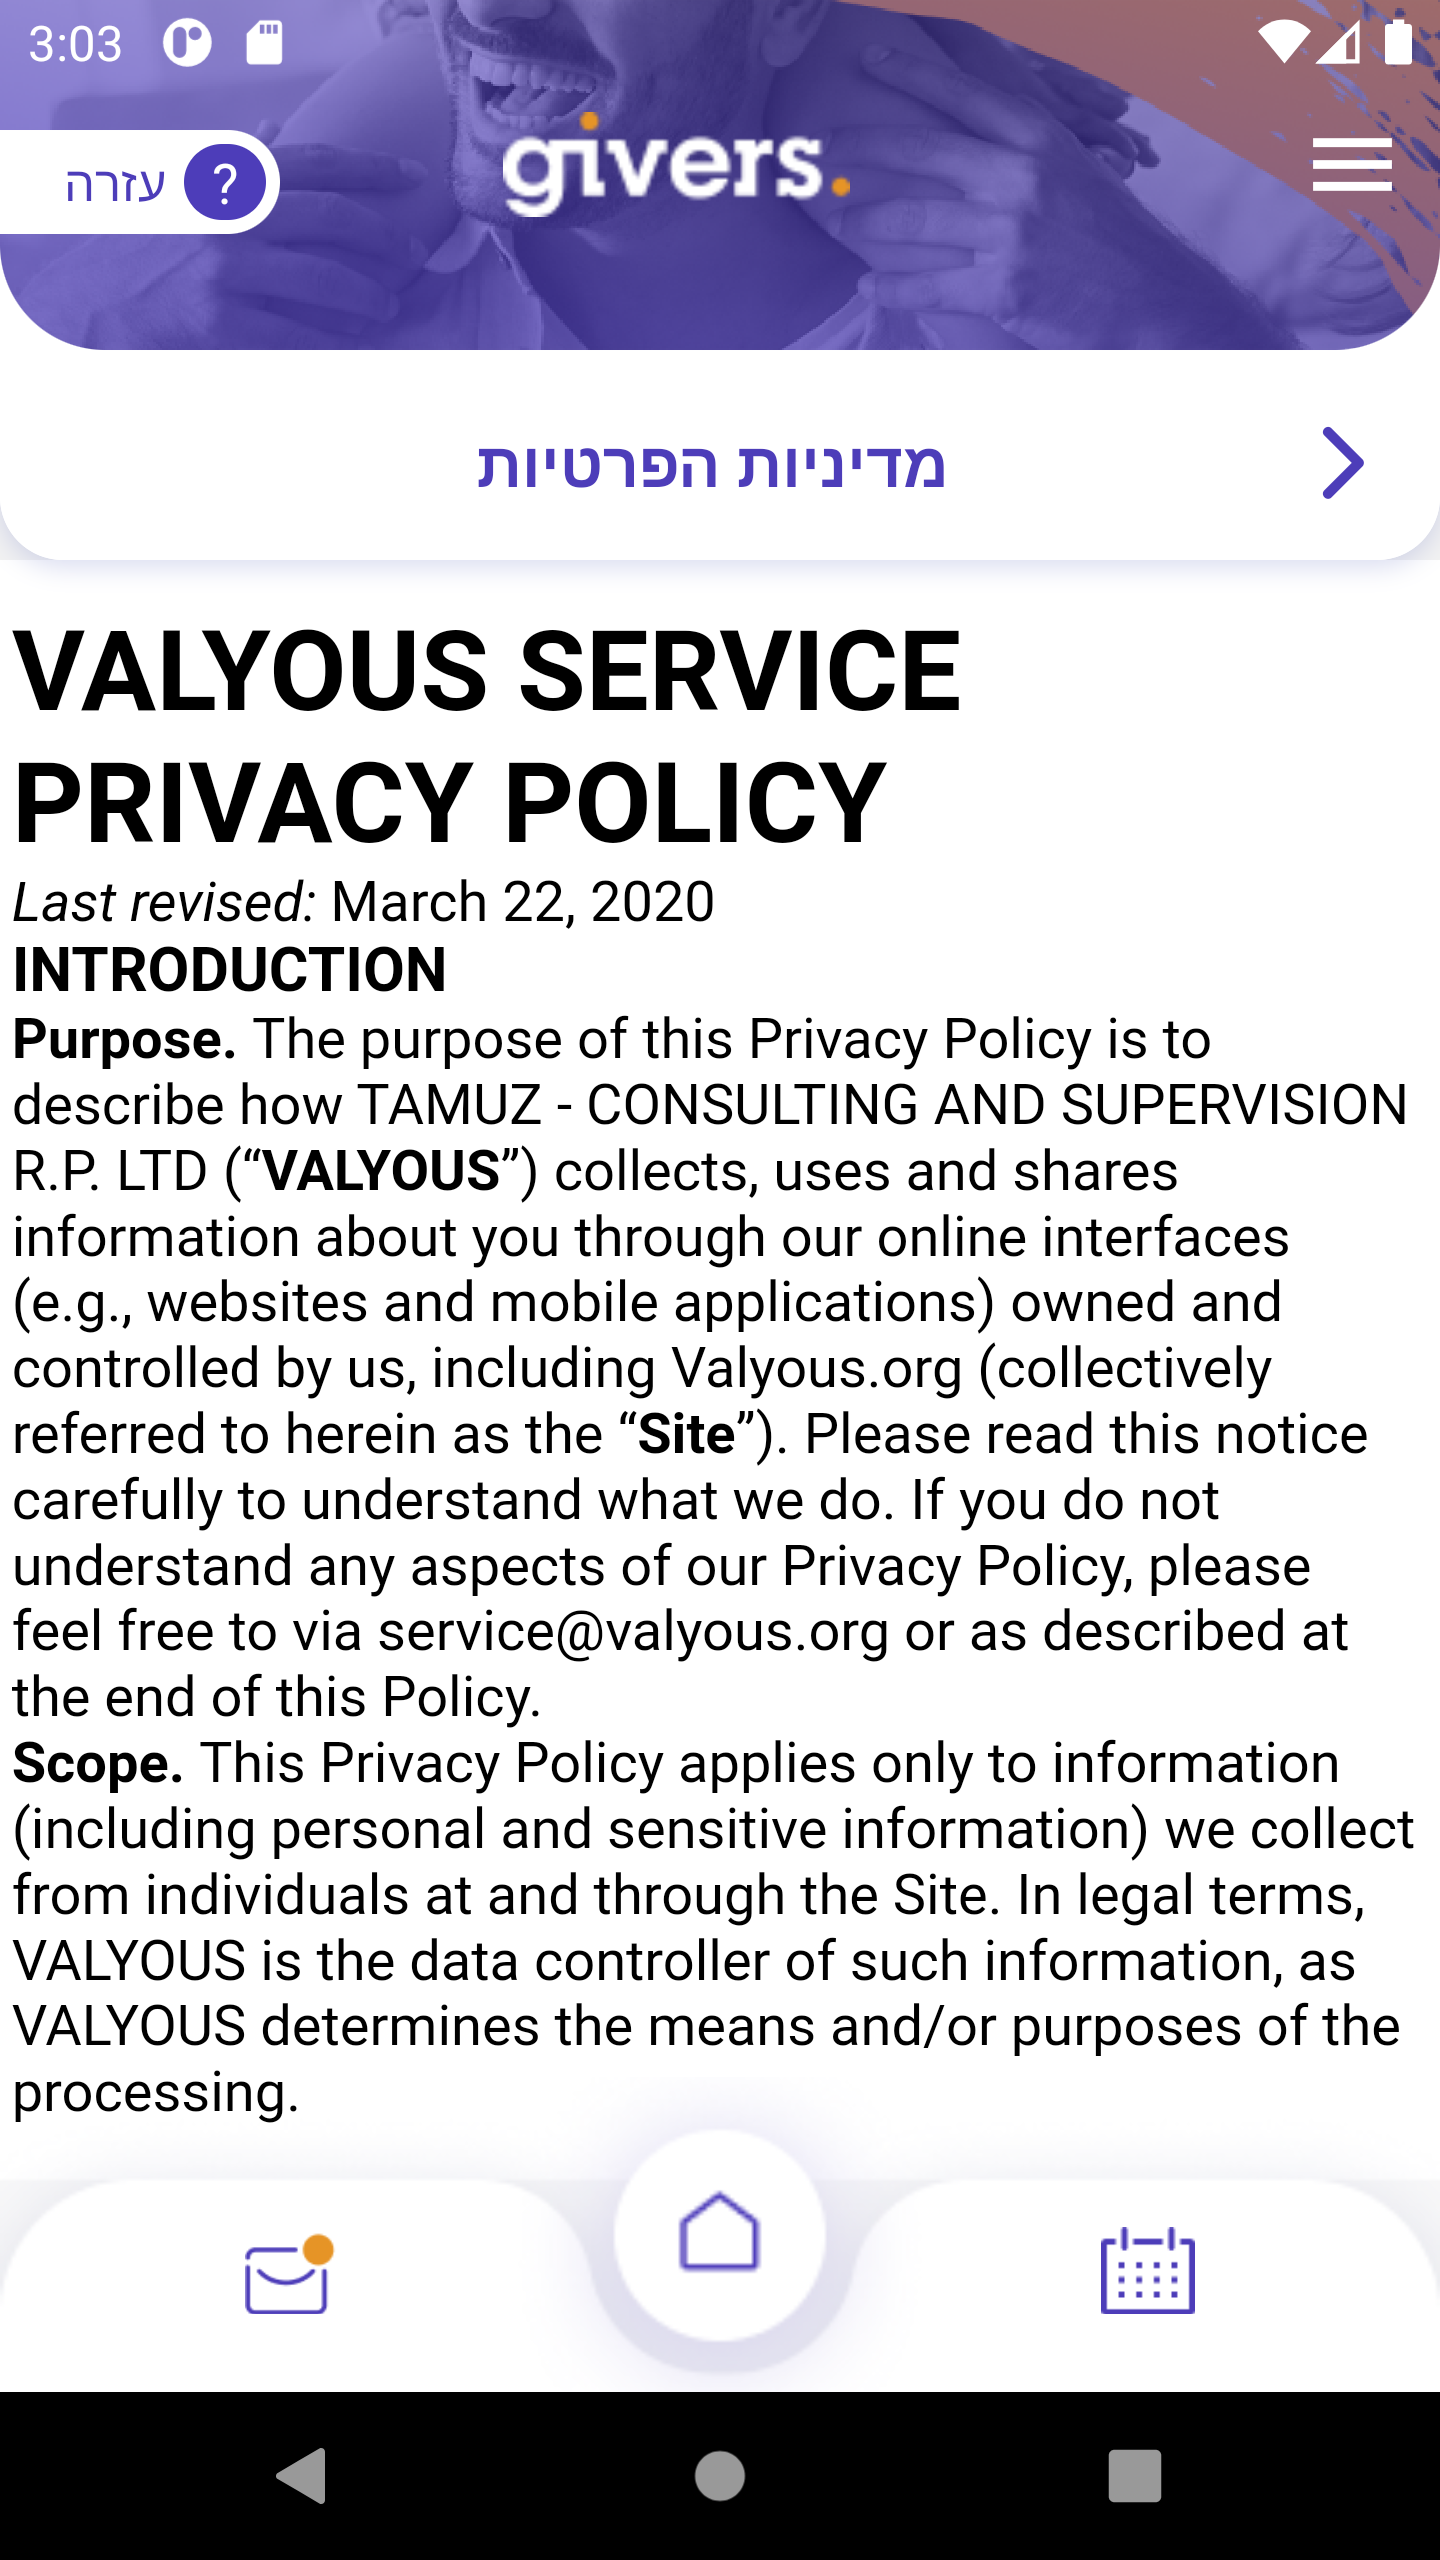 3:03
עזרה ?
givers.
מדיניות הפרטיות
VALYOUS SERVICE
PRIVACY POLICY
Last revised: March 22, 2020
INTRODUCTION
Purpose. The purpose of this Privacy Policy is to
describe how TAMUZ - CONSULTING AND SUPERVISION
R.P. LTD (“VALYOUS”) collects, uses and shares
information about you through our online interfaces
(e.g., websites and mobile applications) owned and
controlled by us, including Valyous.org (collectively
referred to herein as the “Site”). Please read this notice
carefully to understand what we do. If you do not
understand any aspects of our Privacy Policy, please
feel free to via service@valyous.org or as described at
the end of this Policy.
Scope. This Privacy Policy applies only to information
(including personal and sensitive information) we collect
from individuals at and through the Site. In legal terms,
VALYOUS is the data controller of such information, as
VALYOUS determines the means and/or purposes of the
processing.